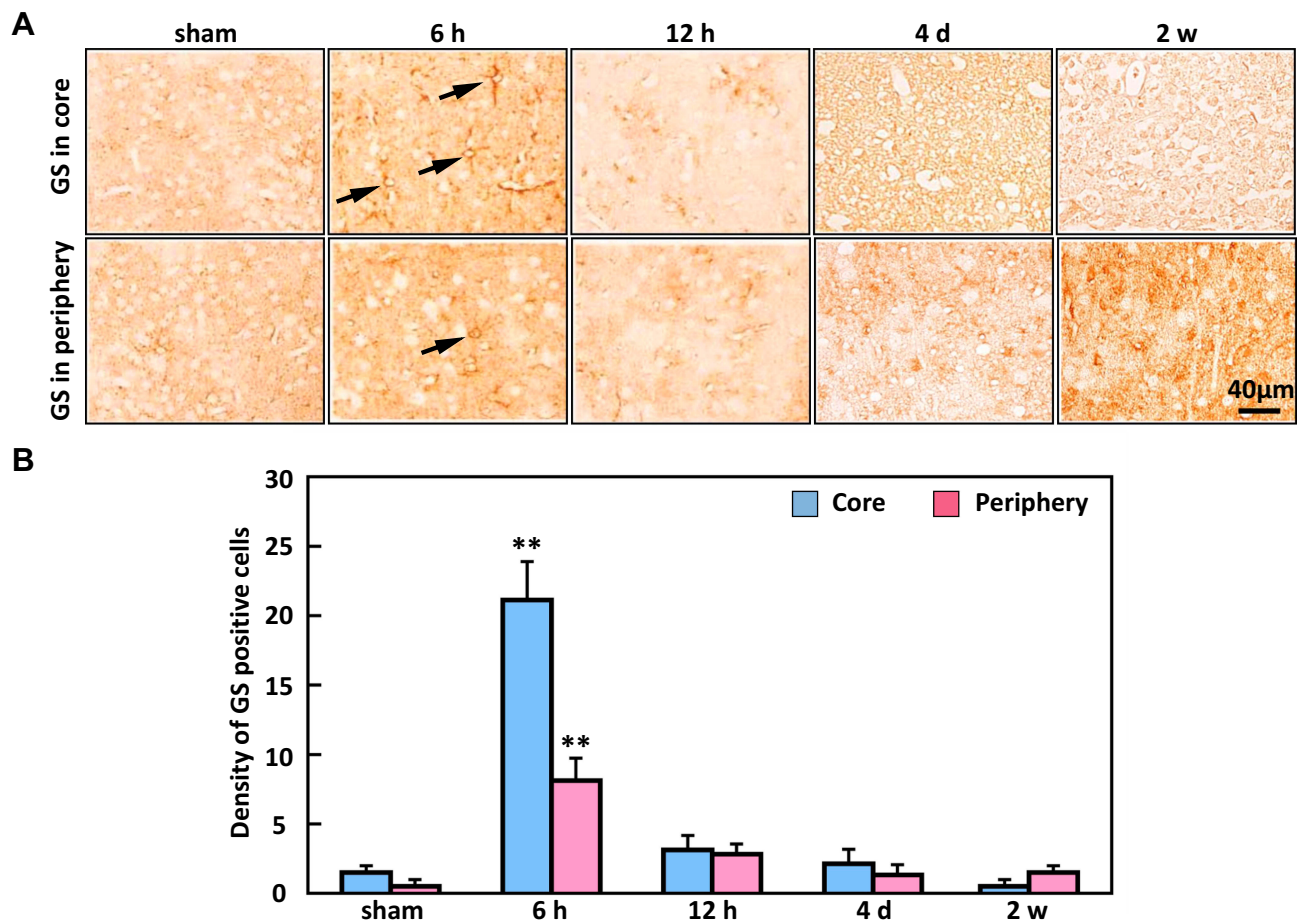 A
sham 6 h 12 h 4 d 2 w
GS in core
GS in periphery
40µm
B
Density of GS positive cells
30
25
20
15
10
5
0
Core Periphery
**
**
sham 6 h 12 h 4 d 2 w